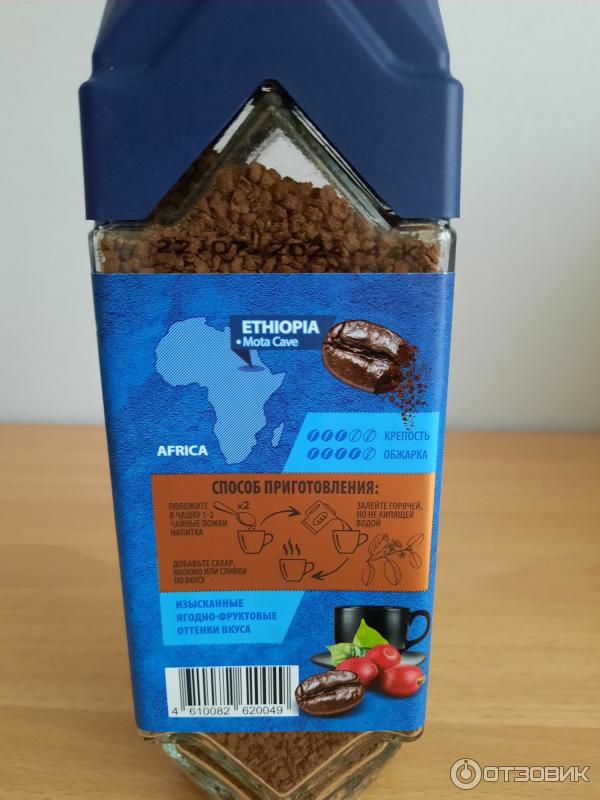 22.07.202
ETHIOPIA
• Mota Cave
AFRICA
КРЕПОСТЬ
ОБЖАРКА
СПОСОБ ПРИГОТОВЛЕНИЯ:
ПОЛОЖИТЕ
В ЧАШКУ 1-2
ЧАЙНЫЕ ЛОЖКИ
НАПИТКА
x2
ЗАЛЕЙТЕ ГОРЯЧЕЙ,
НО НЕ КИПЯЩЕЙ
ВОДОЙ
ДОБАВЬТЕ САХАР,
МОЛОКО ИЛИ СЛИВКИ
ПО ВКУСУ
ИЗЫСКАННЫЕ
ЯГОДНО-ФРУКТОВЫЕ
ОТТЕНКИ ВКУСА
4 610082 620049
ОТЗОВИК